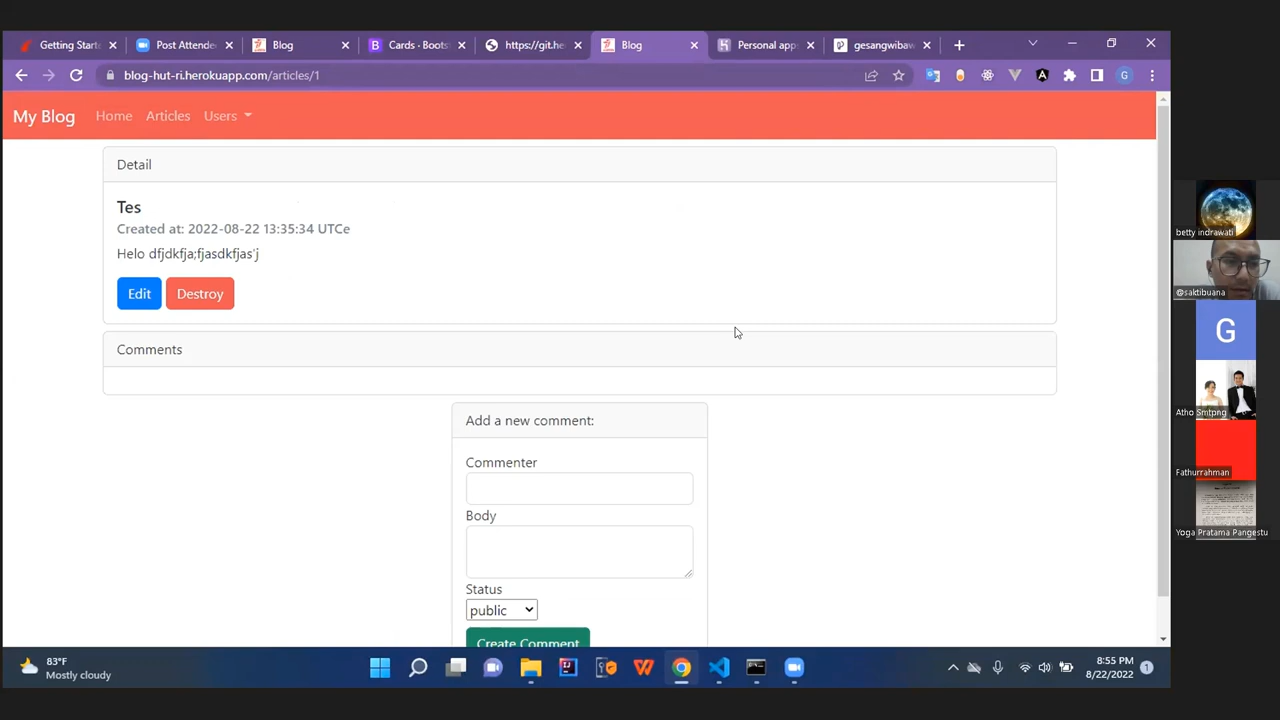 Getting Starte
Post Attende
Blog
Cards · Boots
https://git.he
Blog
Personal app
gesangwibaw
blog-hut-ri.herokuapp.com/articles/1
G
My Blog
Home
Articles
Users
Detail
Tes
Created at: 2022-08-22 13:35:34 UTCe
Helo dfjdkfja;fjasdkfjas'j
Edit
Destroy
Comments
Add a new comment:
Commenter
Body
Status
public
Create Comment
betty indrawati
@saktibuana
G
Atho Smtpng
Fathurrahman
Yoga Pratama Pangestu
83°F
Mostly cloudy
8:55 PM
8/22/2022
1